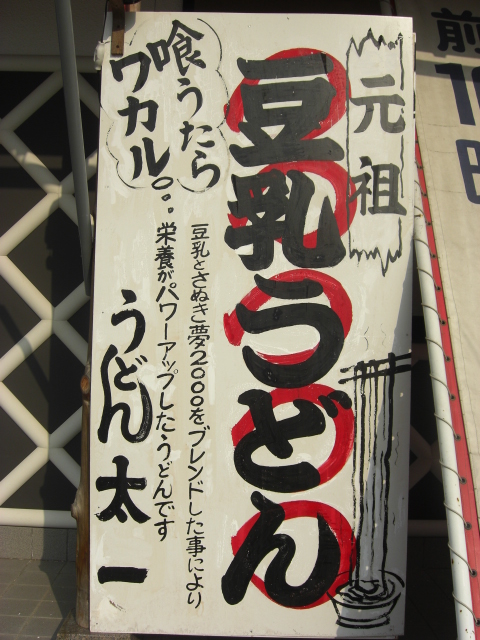 元祖
豆乳うどん
喰うたら
ワカル。。。
豆乳とさぬき夢2000をブレンドした事により
栄養がパワーアップしたうどんです
うどん太一
煎